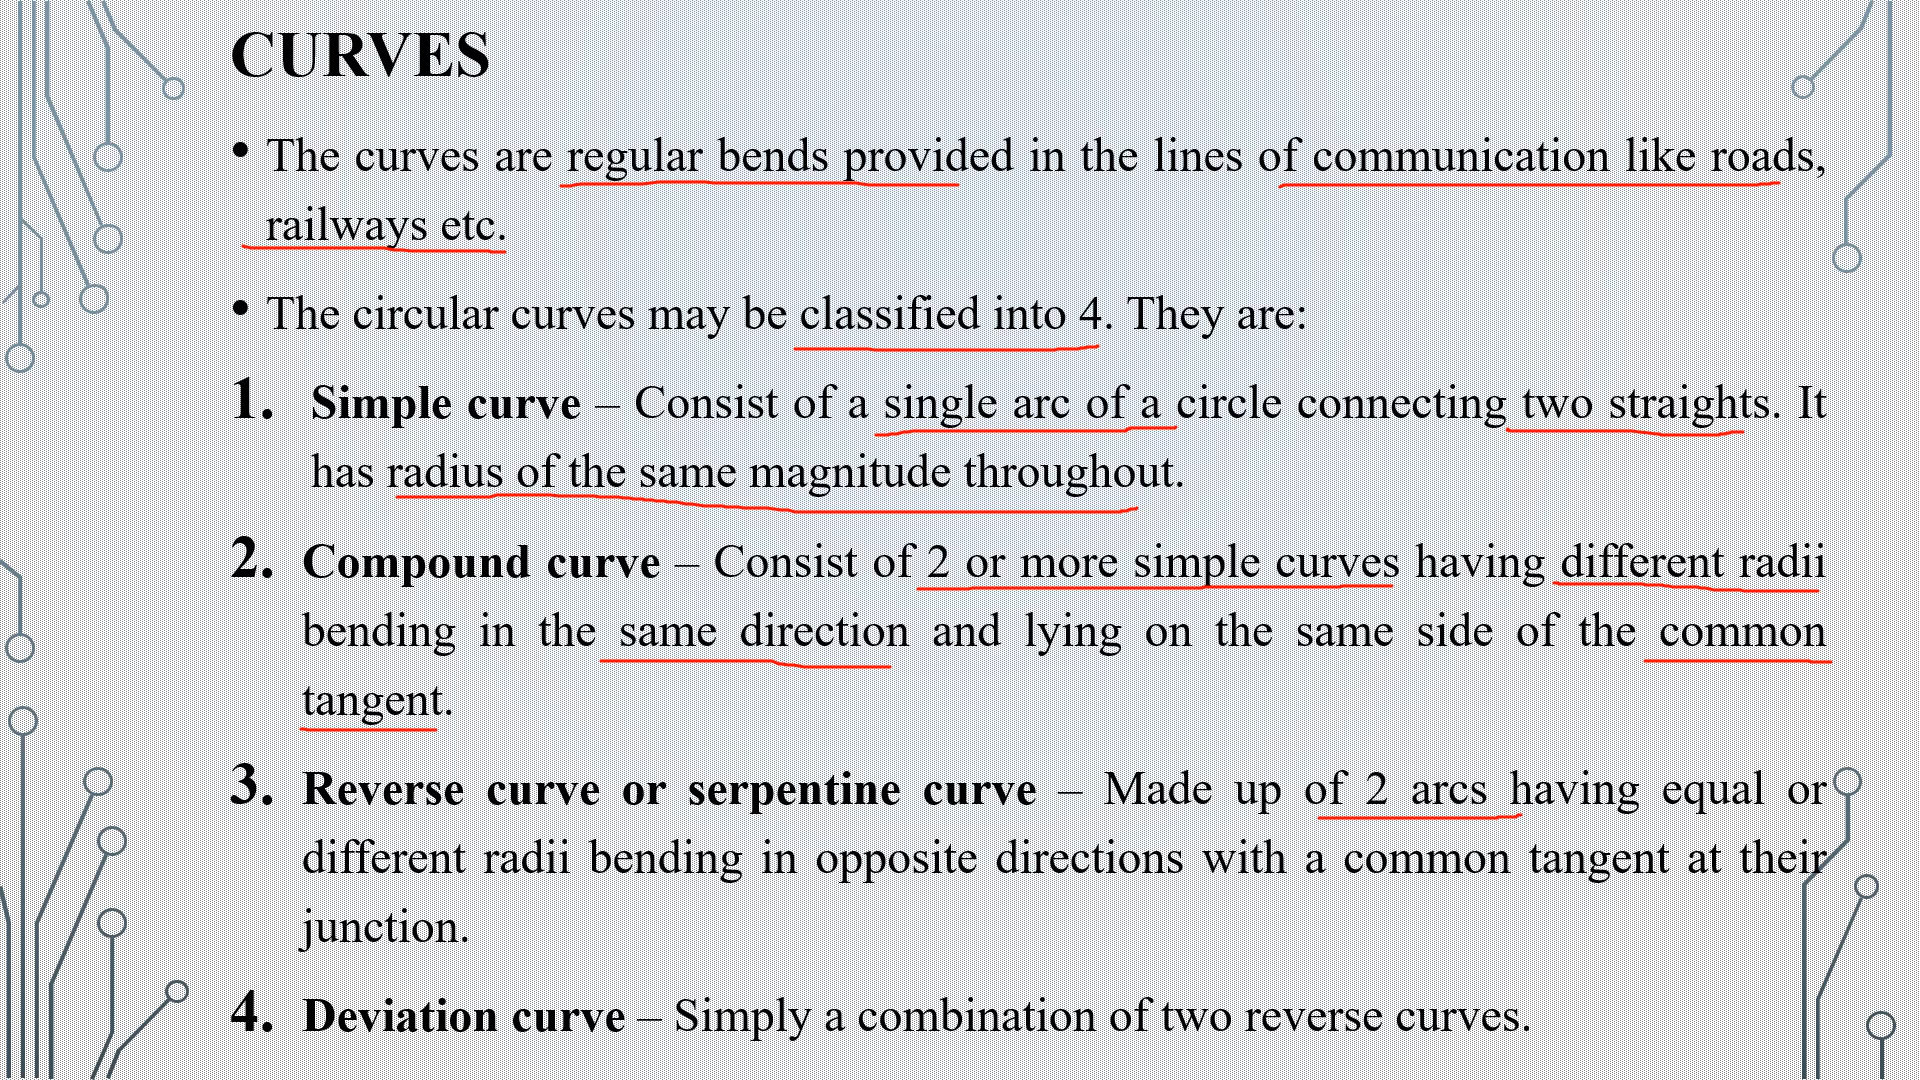 CURVES
• The curves are regular bends provided in the lines of communication like roads,
railways etc.
• The circular curves may be classified into 4. They are:
1. Simple curve – Consist of a single arc of a circle connecting two straights. It
has radius of the same magnitude throughout.
2. Compound curve – Consist of 2 or more simple curves having different radii
bending in the same direction and lying on the same side of the common
tangent.
3. Reverse curve or serpentine curve – Made up of 2 arcs having equal or
different radii bending in opposite directions with a common tangent at their
junction.
4. Deviation curve – Simply a combination of two reverse curves.